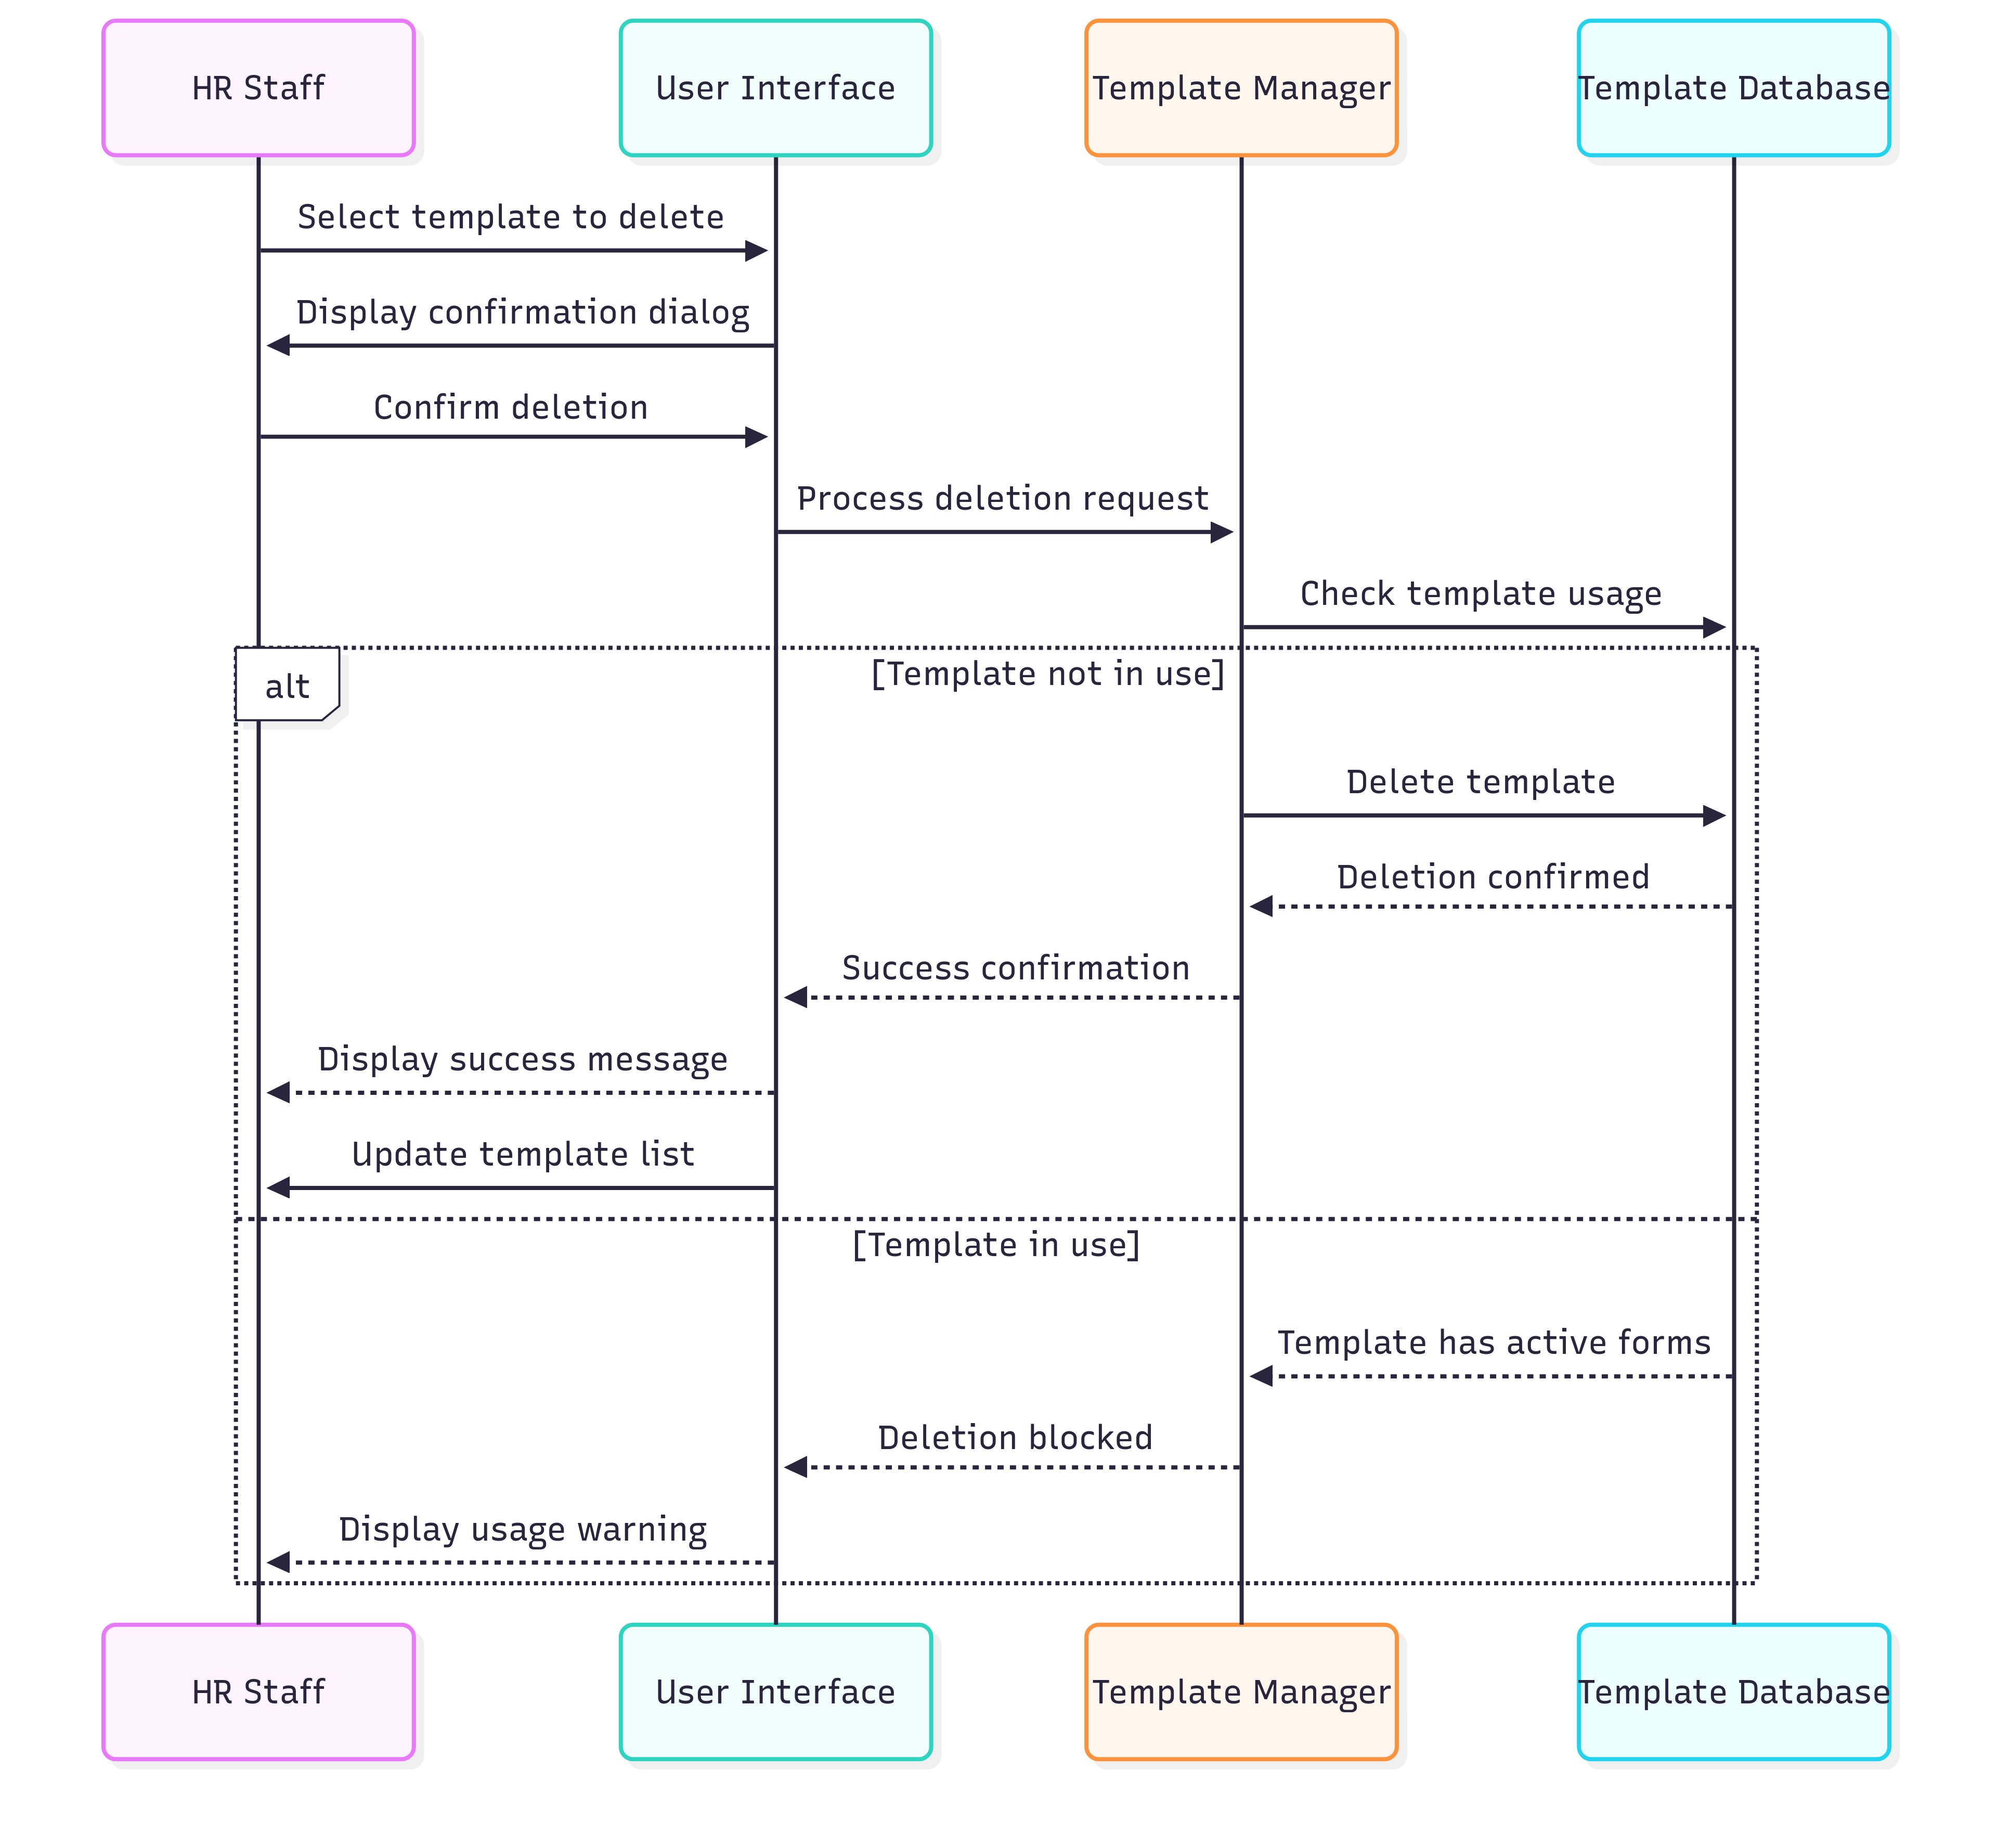 HR Staff
User Interface
Template Manager
Template Database
Select template to delete
Display confirmation dialog
Confirm deletion
Process deletion request
Check template usage
alt
[Template not in use]
Delete template
Deletion confirmed
Success confirmation
Display success message
Update template list
[Template in use]
Template has active forms
Deletion blocked
Display usage warning
HR Staff
User Interface
Template Manager
Template Database